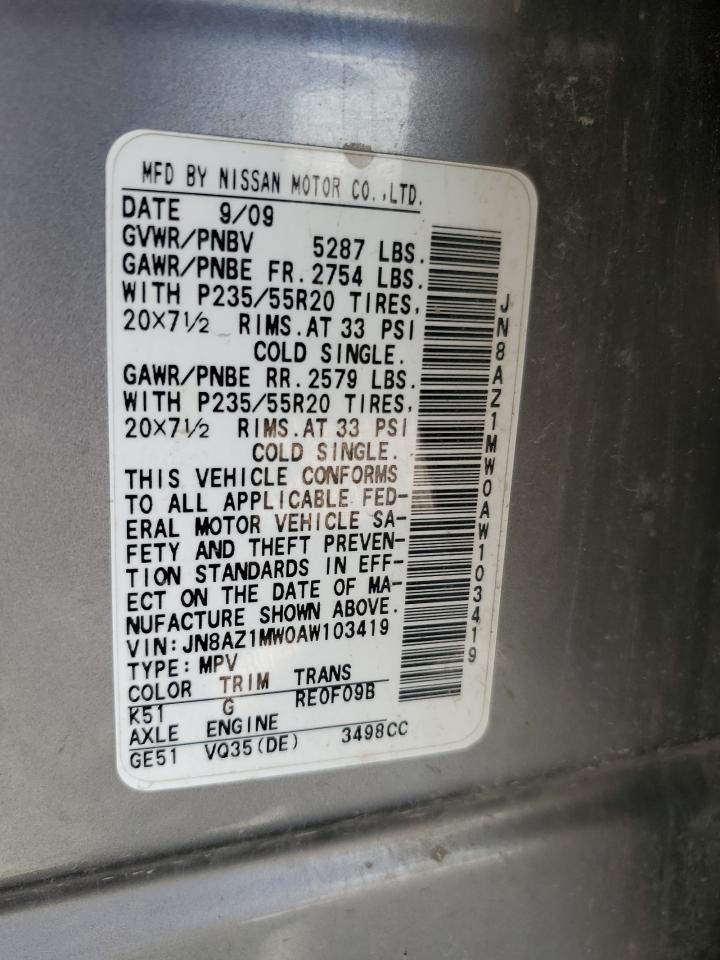 MFD BY NISSAN MOTOR CO.,LTD.
DATE 9/09
GVWR/PNBV 5287 LBS.
GAWR/PNBE FR. 2754 LBS.
WITH P235/55R20 TIRES,
20×7½ RIMS.AT 33 PSI
COLD SINGLE.
GAWR/PNBE RR. 2579 LBS.
WITH P235/55R20 TIRES,
20×7½ RIMS.AT 33 PSI
COLD SINGLE.
THIS VEHICLE CONFORMS
TO ALL APPLICABLE FED-
ERAL MOTOR VEHICLE SA-
FETY AND THEFT PREVEN-
TION STANDARDS IN EFF-
ECT ON THE DATE OF MA-
NUFACTURE SHOWN ABOVE.
VIN: JN8AZ1MW0AW103419
TYPE: MPV
COLOR TRIM TRANS
K51 G RE0F09B
AXLE ENGINE
GE51 VQ35(DE) 3498CC
JN8AZ1MW0AW103419